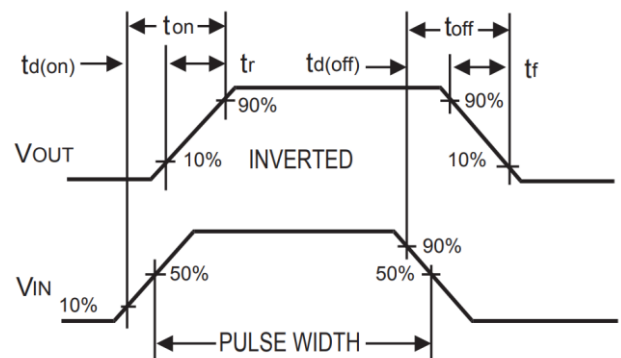 ton
toff
td(on)
tr
td(off)
tf
90%
90%
VOUT
10%
INVERTED
10%
90%
50%
50%
VIN
10%
PULSE WIDTH